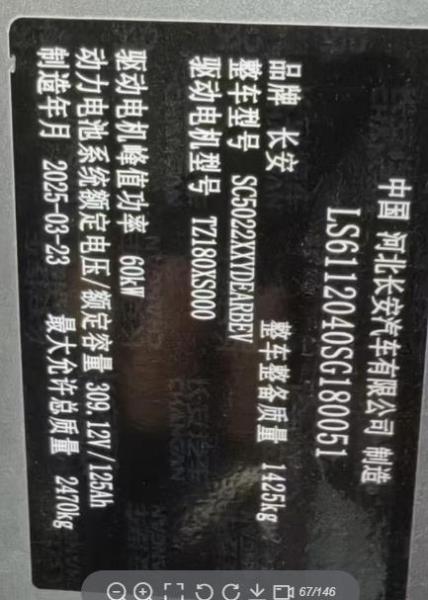 中国 河北长安汽车有限公司 制造
LS6112040SG180051
品牌 长安
整车型号 SC5022XXYDEARBEV 整车整备质量 1425kg
驱动电机型号 TZ180XS000
驱动电机峰值功率 60kW
动力电池系统额定电压/额定容量 309.12V/125Ah
制造年月 2025-03-23 最大允许总质量 2470kg
67/146